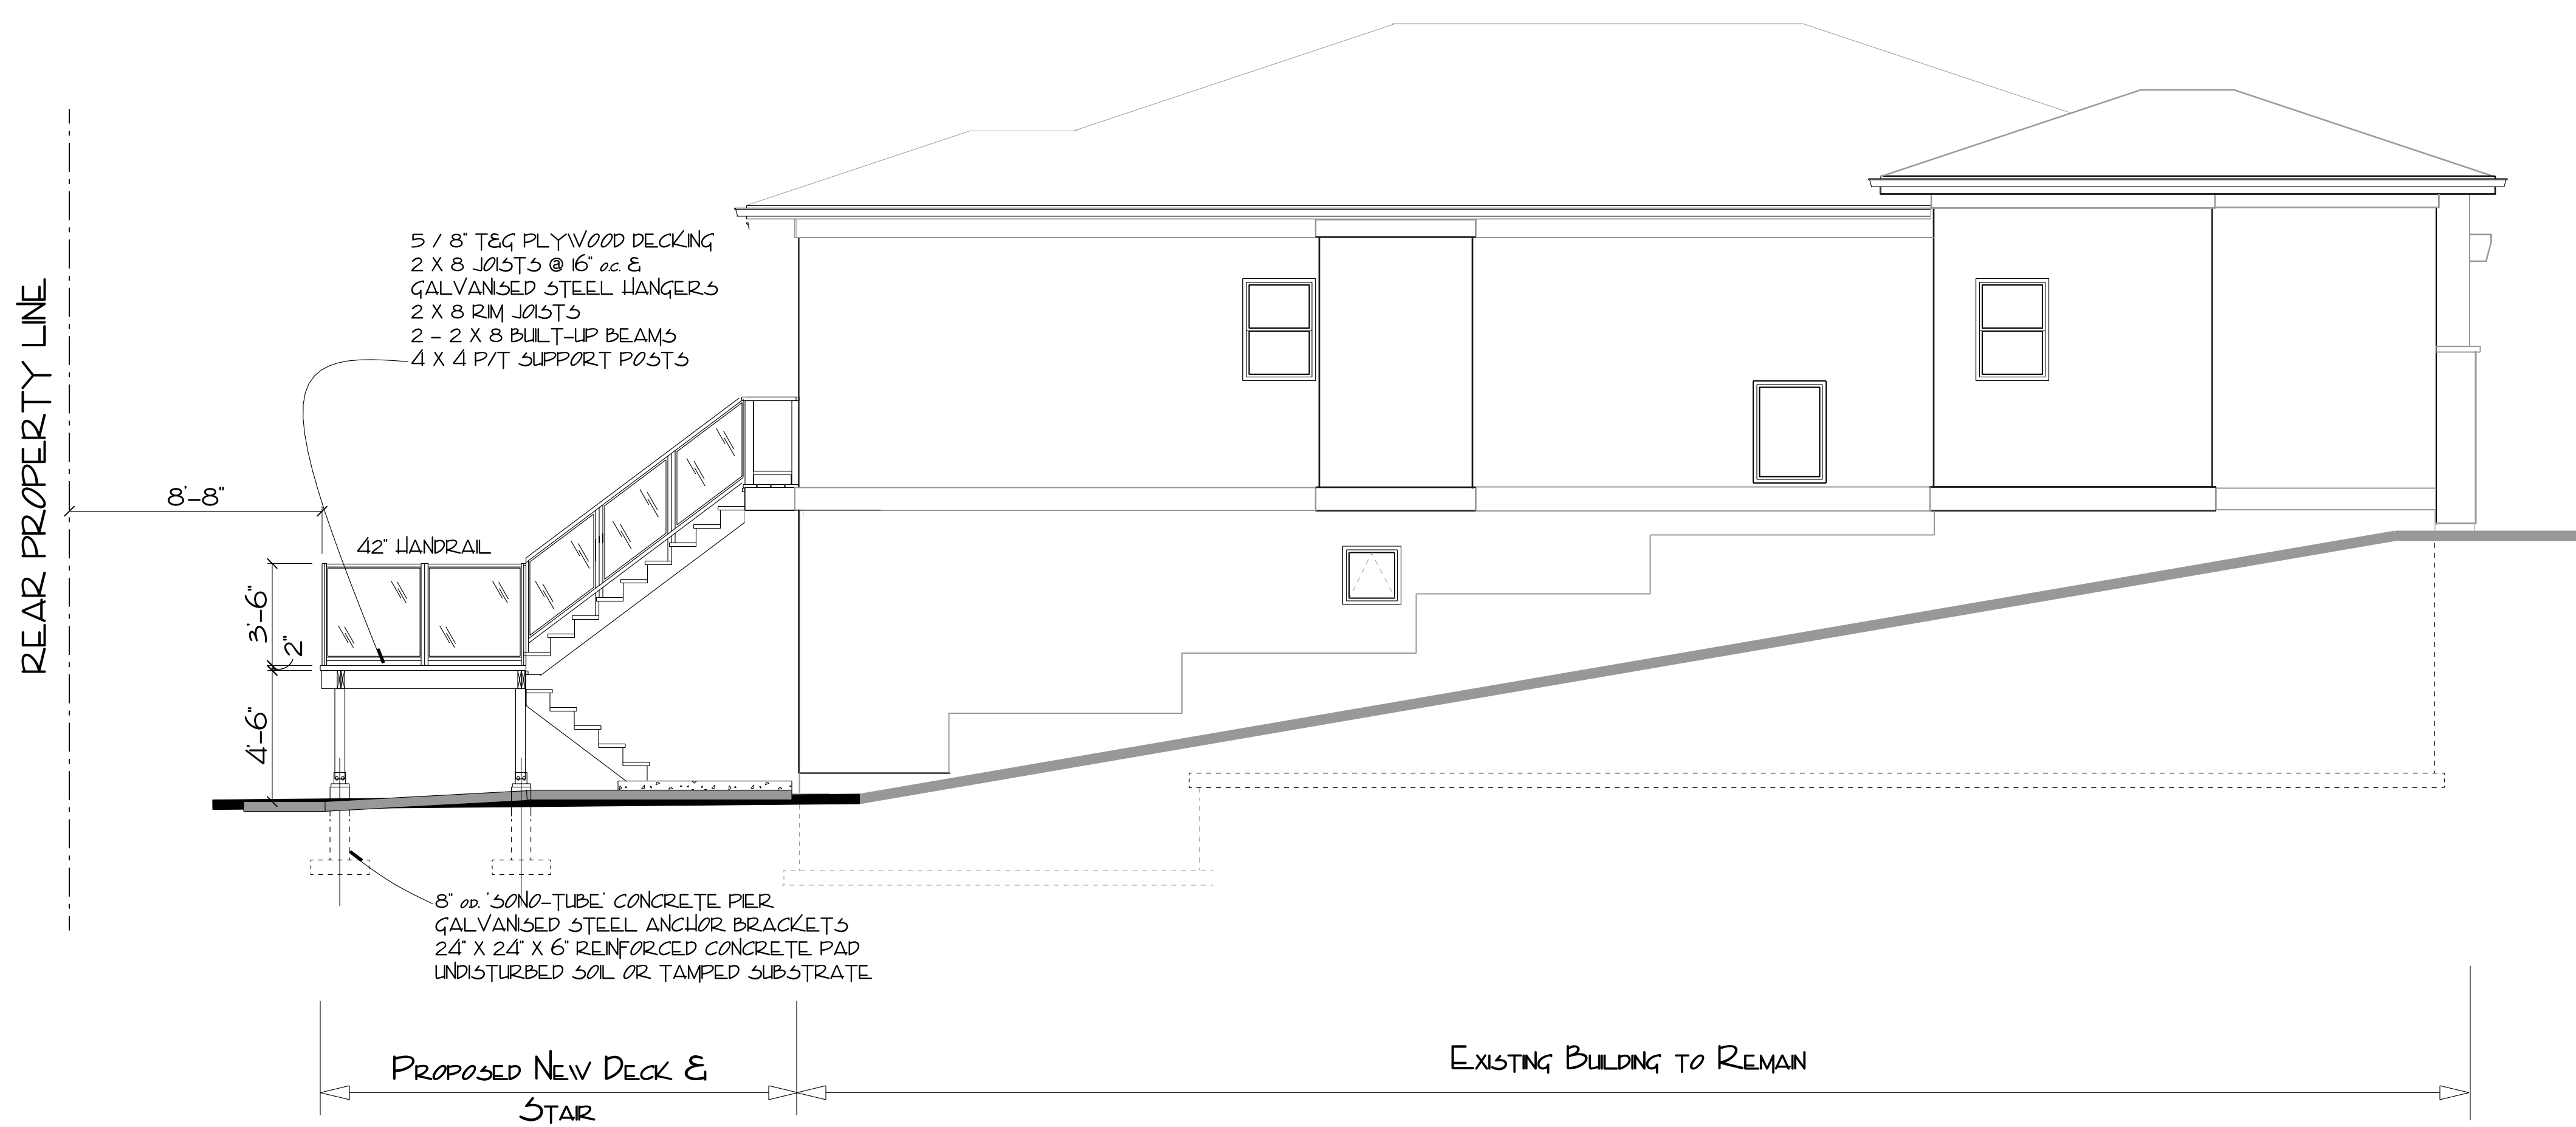 REAR PROPERTY LINE
5 / 8" T&G PLYWOOD DECKING
2 X 8 JOISTS @ 16" O.C. &
GALVANISED STEEL HANGERS
2 X 8 RIM JOISTS
2 - 2 X 8 BUILT-UP BEAMS
4 X 4 P/T SUPPORT POSTS
8'-8"
42" HANDRAIL
3'-6"
2"
4'-6"
8" O.D. 'SONO-TUBE' CONCRETE PIER
GALVANISED STEEL ANCHOR BRACKETS
24" X 24" X 6" REINFORCED CONCRETE PAD
UNDISTURBED SOIL OR TAMPED SUBSTRATE
PROPOSED NEW DECK &
STAIR
EXISTING BUILDING TO REMAIN